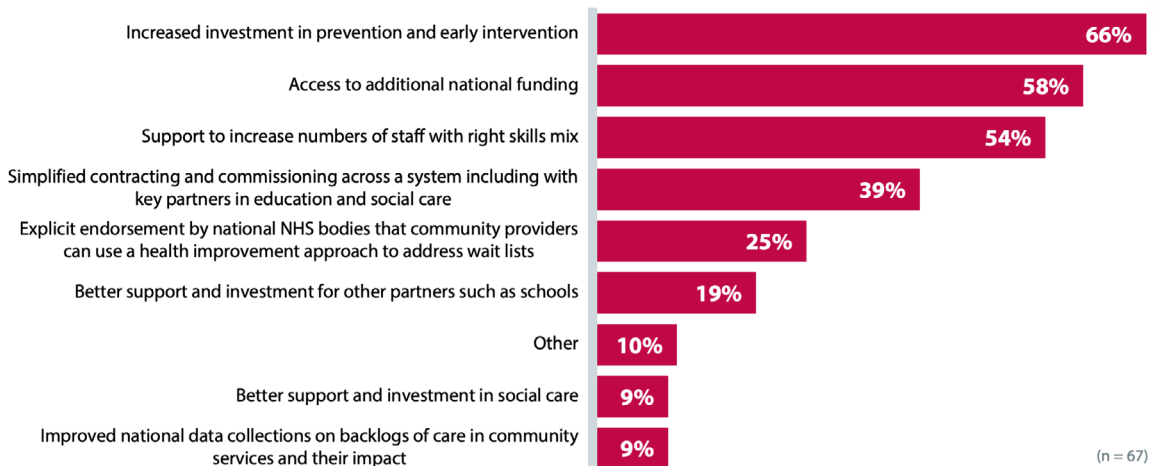 Increased investment in prevention and early intervention
66%
Access to additional national funding
58%
Support to increase numbers of staff with right skills mix
54%
Simplified contracting and commissioning across a system including with
key partners in education and social care
39%
Explicit endorsement by national NHS bodies that community providers
can use a health improvement approach to address wait lists
25%
Better support and investment for other partners such as schools
19%
Other
10%
Better support and investment in social care
9%
Improved national data collections on backlogs of care in community
services and their impact
9%
(n = 67)